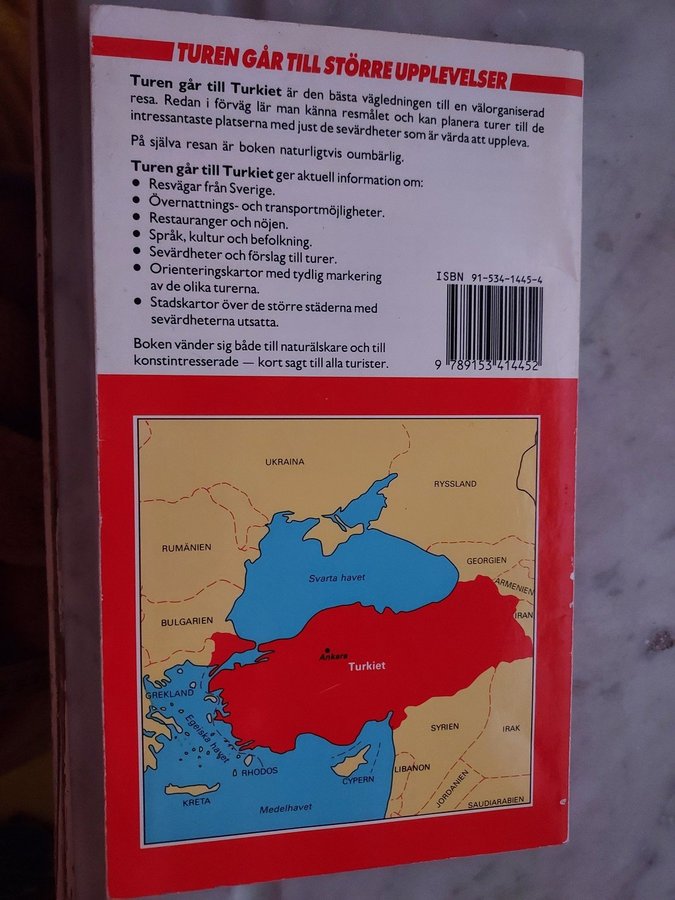 TUREN GÅR TILL STÖRRE UPPLEVELSER
Turen går till Turkiet är den bästa vägledningen till en välorganiserad
resa. Redan i förväg lär man känna resmålet och kan planera turer till de
intressantaste platserna med just de sevärdheter som är värda att uppleva.
På själva resan är boken naturligtvis oumbärlig.
Turen går till Turkiet ger aktuell information om:
● Resvägar från Sverige.
● Övernattnings- och transportmöjligheter.
● Restauranger och nöjen.
● Språk, kultur och befolkning.
● Sevärdheter och förslag till turer.
● Orienteringskartor med tydlig markering
av de olika turerna.
● Stadskartor över de större städerna med
sevärdheterna utsatta.
Boken vänder sig både till naturälskare och till
konstintresserade — kort sagt till alla turister.
ISBN 91-534-1445-4
9 789153 414452
UKRAINA
RYSSLAND
RUMÄNIEN
GEORGIEN
Svarta havet
ARMENIEN
BULGARIEN
IRAN
Ankara
Turkiet
GREKLAND
Egeiska havet
SYRIEN
IRAK
RHODOS
CYPERN
LIBANON
JORDANIEN
KRETA
Medelhavet
SAUDIARABIEN